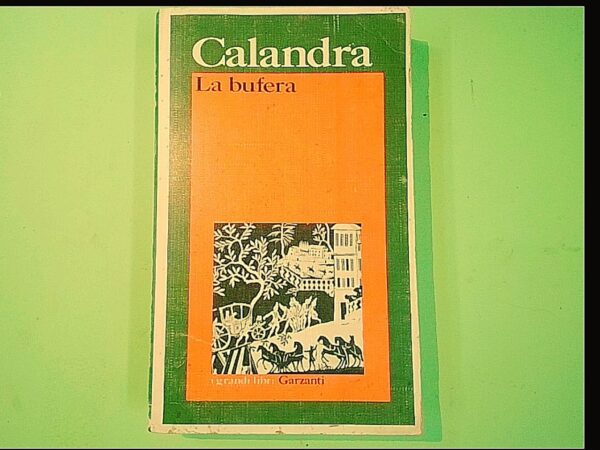 Calandra
La bufera
i grandi libri Garzanti